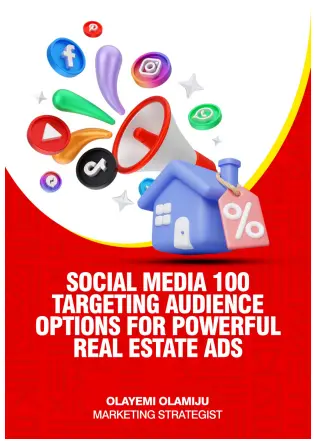 %
SOCIAL MEDIA 100
TARGETING AUDIENCE
OPTIONS FOR POWERFUL
REAL ESTATE ADS
OLAYEMI OLAMIJU
MARKETING STRATEGIST